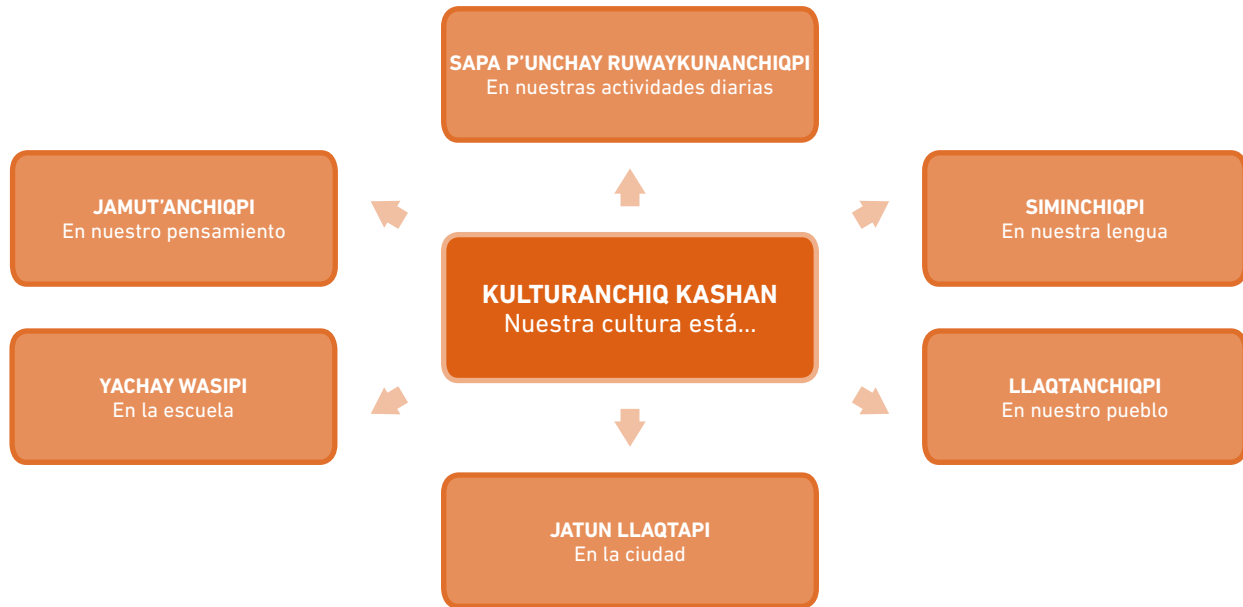 SAPA P'UNCHAY RUWAYKUNANCHIQPI
En nuestras actividades diarias
JAMUT'ANCHIQPI
En nuestro pensamiento
SIMINCHIQPI
En nuestra lengua
KULTURANCHIQ KASHAN
Nuestra cultura está...
YACHAY WASIPI
En la escuela
LLAQTANCHIQPI
En nuestro pueblo
JATUN LLAQTAPI
En la ciudad